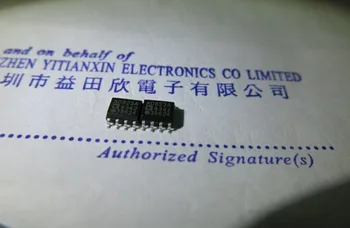 and on behalf of
ZHEN YITIANXIN ELECTRONICS CO LIMITED
圳市益田欣電子有限公司
Authorized Signature(s)